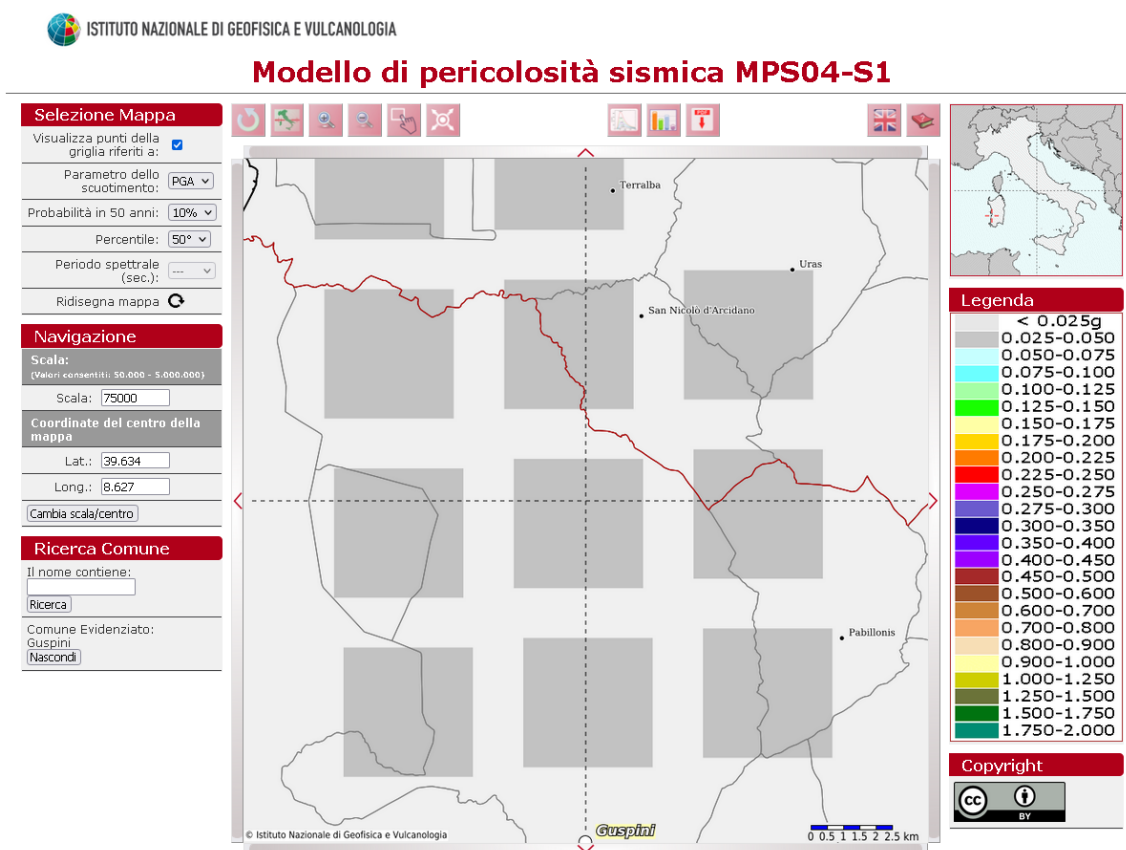 ISTITUTO NAZIONALE DI GEOFISICA E VULCANOLOGIA
Modello di pericolosità sismica MPS04-S1
Selezione Mappa
Visualizza punti della
griglia riferiti a:
Parametro dello
scuotimento:
PGA
Probabilità in 50 anni: 10%
Percentile: 50°
Periodo spettrale
(sec.):
---
Ridisegna mappa
Navigazione
Scala:
(Valori consentiti: 50.000 - 5.000.000)
Scala: 75000
Coordinate del centro della
mappa
Lat.: 39.634
Long.: 8.627
Cambia scala/centro
Ricerca Comune
Il nome contiene:
Ricerca
Comune Evidenziato:
Guspini
Nascondi
PDF
Terralba
Uras
San Nicolò d'Arcidano
Pabillonis
Guspini
© Istituto Nazionale di Geofisica e Vulcanologia
0 0.5 1 1.5 2 2.5 km
Legenda
< 0.025g
0.025-0.050
0.050-0.075
0.075-0.100
0.100-0.125
0.125-0.150
0.150-0.175
0.175-0.200
0.200-0.225
0.225-0.250
0.250-0.275
0.275-0.300
0.300-0.350
0.350-0.400
0.400-0.450
0.450-0.500
0.500-0.600
0.600-0.700
0.700-0.800
0.800-0.900
0.900-1.000
1.000-1.250
1.250-1.500
1.500-1.750
1.750-2.000
Copyright
cc
BY